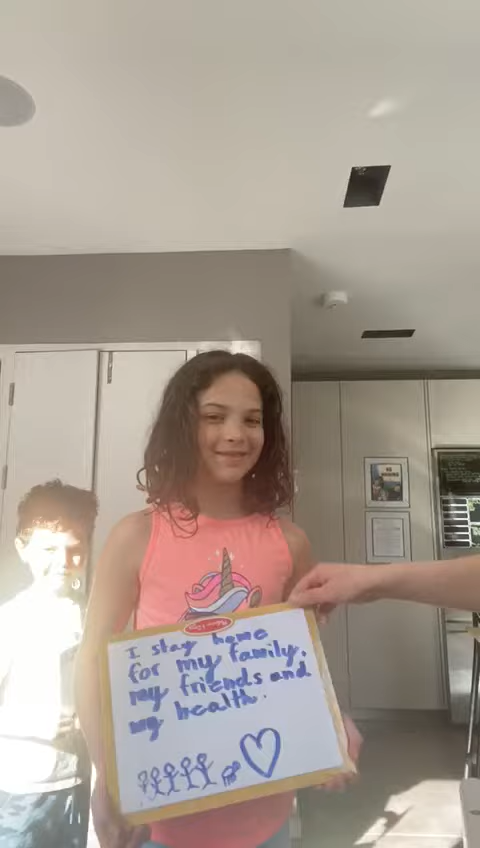 I stay home
for my family,
my friends and
my health.